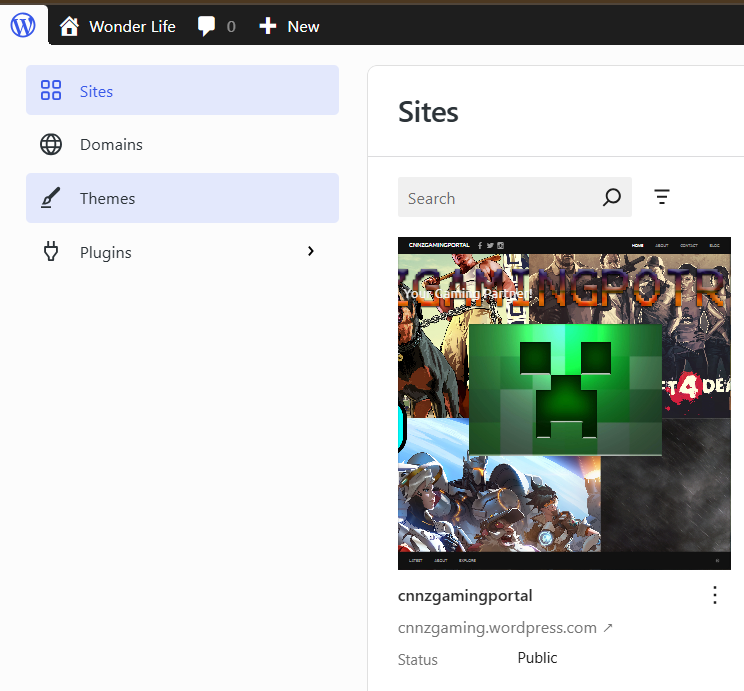 Wonder Life
0
New
Sites
Domains
Themes
Plugins
Sites
Search
CNNZGAMINGPORTAL
HOME ABOUT CONTACT BLOG
GAMINGPOTR
Your Gaming Partner!
4 DEA
LATEST ABOUT EXPLORE
cnnzgamingportal
cnnzgaming.wordpress.com ↗
Status Public